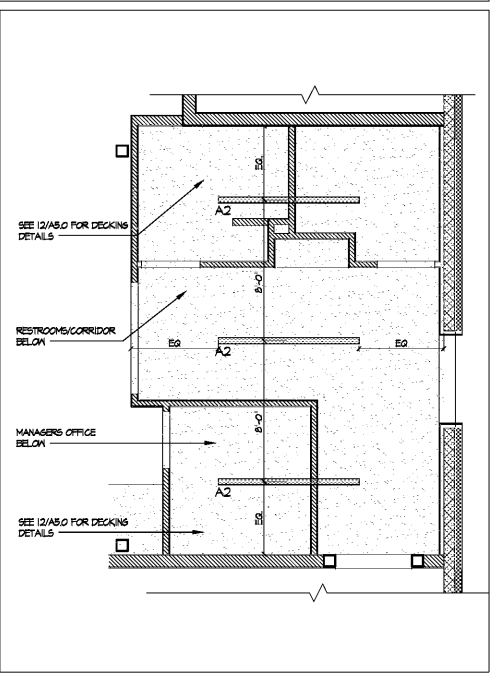 EQ
A2
SEE 12/A5.0 FOR DECKING
DETAILS
8'-0"
RESTROOMS/CORRIDOR
BELOW
EQ
A2
EQ
8'-0"
MANAGERS OFFICE
BELOW
A2
SEE 12/A5.0 FOR DECKING
DETAILS
EQ